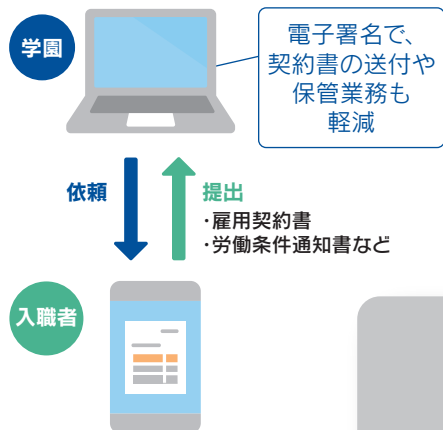 学園
電子署名で、
契約書の送付や
保管業務も
軽減
依頼
提出
・雇用契約書
・労働条件通知書など
入職者